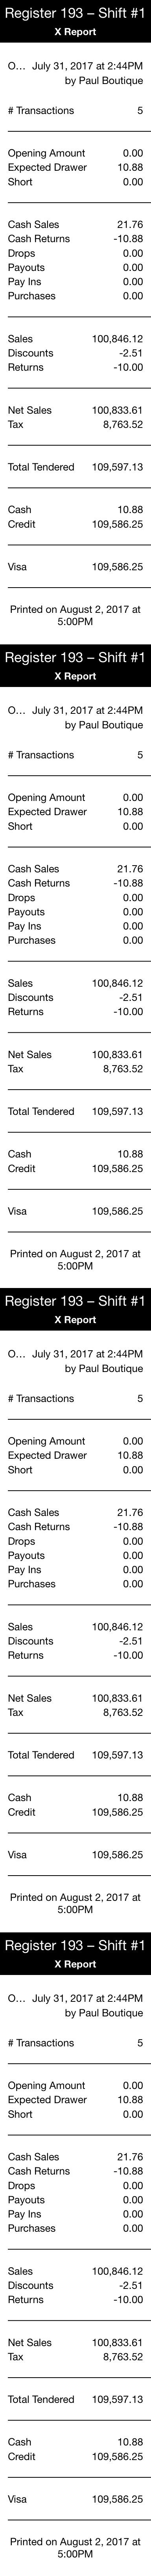 Register 193 – Shift #1
X Report
O... July 31, 2017 at 2:44PM
by Paul Boutique
# Transactions 5
Opening Amount 0.00
Expected Drawer 10.88
Short 0.00
Cash Sales 21.76
Cash Returns -10.88
Drops 0.00
Payouts 0.00
Pay Ins 0.00
Purchases 0.00
Sales 100,846.12
Discounts -2.51
Returns -10.00
Net Sales 100,833.61
Tax 8,763.52
Total Tendered 109,597.13
Cash 10.88
Credit 109,586.25
Visa 109,586.25
Printed on August 2, 2017 at
5:00PM
Register 193 – Shift #1
X Report
O... July 31, 2017 at 2:44PM
by Paul Boutique
# Transactions 5
Opening Amount 0.00
Expected Drawer 10.88
Short 0.00
Cash Sales 21.76
Cash Returns -10.88
Drops 0.00
Payouts 0.00
Pay Ins 0.00
Purchases 0.00
Sales 100,846.12
Discounts -2.51
Returns -10.00
Net Sales 100,833.61
Tax 8,763.52
Total Tendered 109,597.13
Cash 10.88
Credit 109,586.25
Visa 109,586.25
Printed on August 2, 2017 at
5:00PM
Register 193 – Shift #1
X Report
O... July 31, 2017 at 2:44PM
by Paul Boutique
# Transactions 5
Opening Amount 0.00
Expected Drawer 10.88
Short 0.00
Cash Sales 21.76
Cash Returns -10.88
Drops 0.00
Payouts 0.00
Pay Ins 0.00
Purchases 0.00
Sales 100,846.12
Discounts -2.51
Returns -10.00
Net Sales 100,833.61
Tax 8,763.52
Total Tendered 109,597.13
Cash 10.88
Credit 109,586.25
Visa 109,586.25
Printed on August 2, 2017 at
5:00PM
Register 193 – Shift #1
X Report
O... July 31, 2017 at 2:44PM
by Paul Boutique
# Transactions 5
Opening Amount 0.00
Expected Drawer 10.88
Short 0.00
Cash Sales 21.76
Cash Returns -10.88
Drops 0.00
Payouts 0.00
Pay Ins 0.00
Purchases 0.00
Sales 100,846.12
Discounts -2.51
Returns -10.00
Net Sales 100,833.61
Tax 8,763.52
Total Tendered 109,597.13
Cash 10.88
Credit 109,586.25
Visa 109,586.25
Printed on August 2, 2017 at
5:00PM